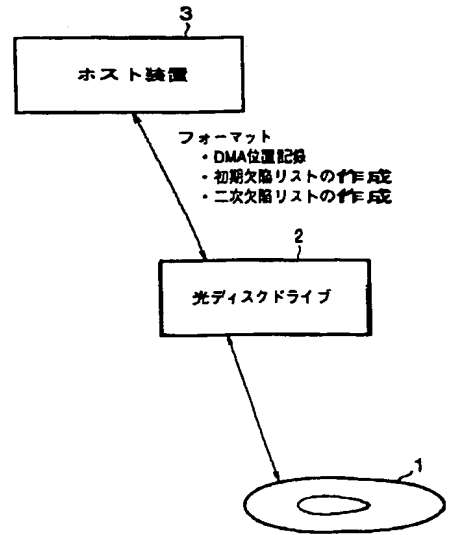 3
ホスト装置
フォーマット
・DMA位置記録
・初期欠陥リストの作成
・二次欠陥リストの作成
2
光ディスクドライブ
1